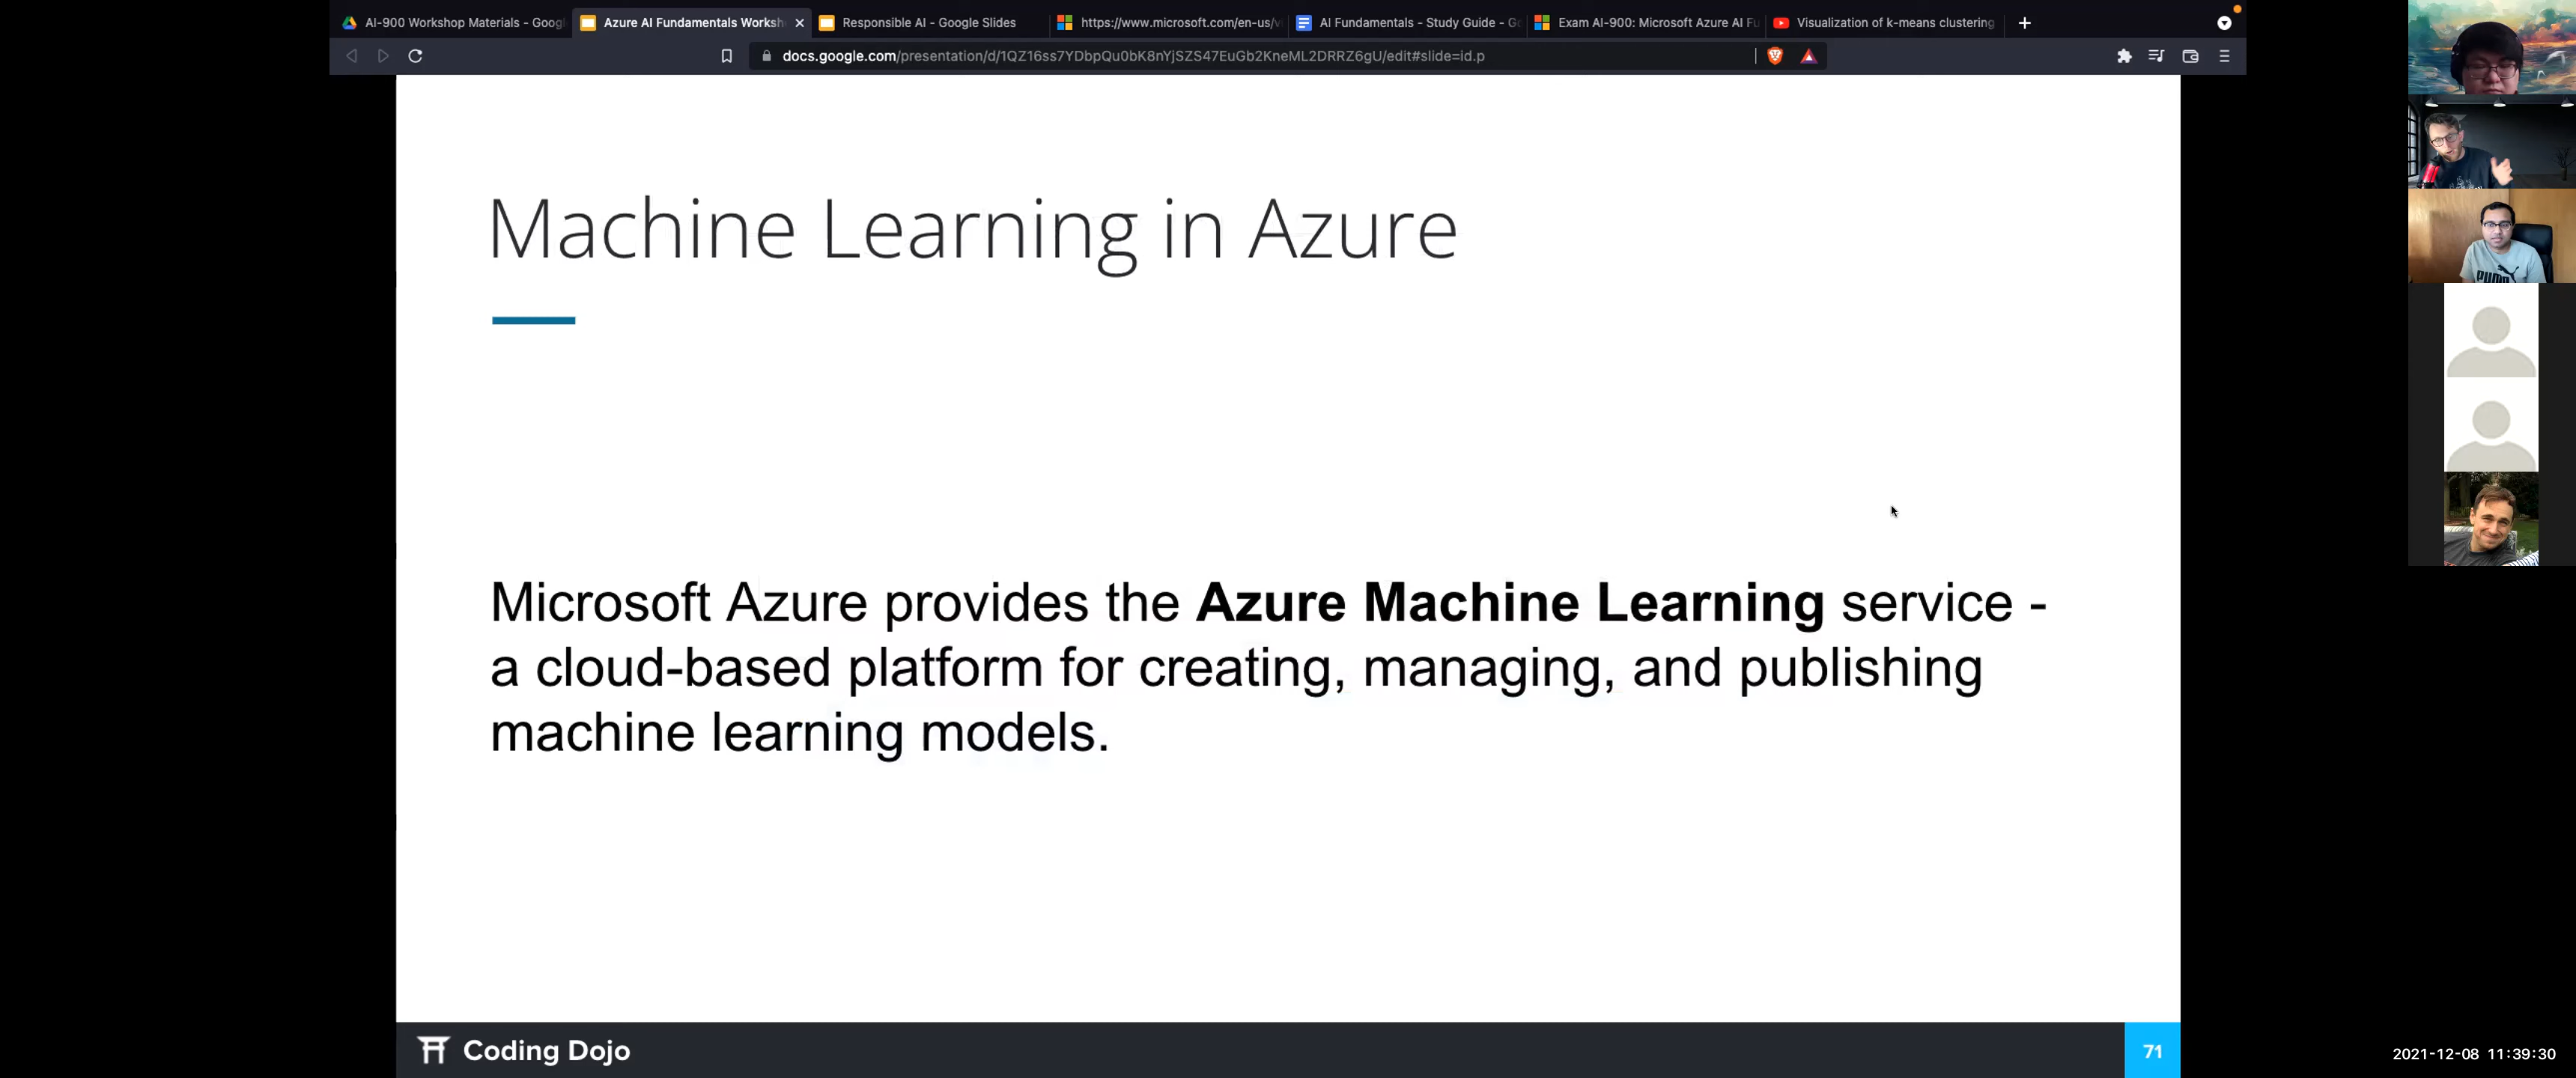 AI-900 Workshop Materials - Googl
Azure AI Fundamentals Worksh
Responsible AI - Google Slides
https://www.microsoft.com/en-us/v
AI Fundamentals - Study Guide - G
Exam AI-900: Microsoft Azure AI Fu
Visualization of k-means clustering
docs.google.com/presentation/d/1QZ16ss7YDbpQu0bK8nYjSZS47EuGb2KneML2DRRZ6gU/edit#slide=id.p
Machine Learning in Azure
Microsoft Azure provides the Azure Machine Learning service -
a cloud-based platform for creating, managing, and publishing
machine learning models.
Coding Dojo
71
PUMA
2021-12-08 11:39:30